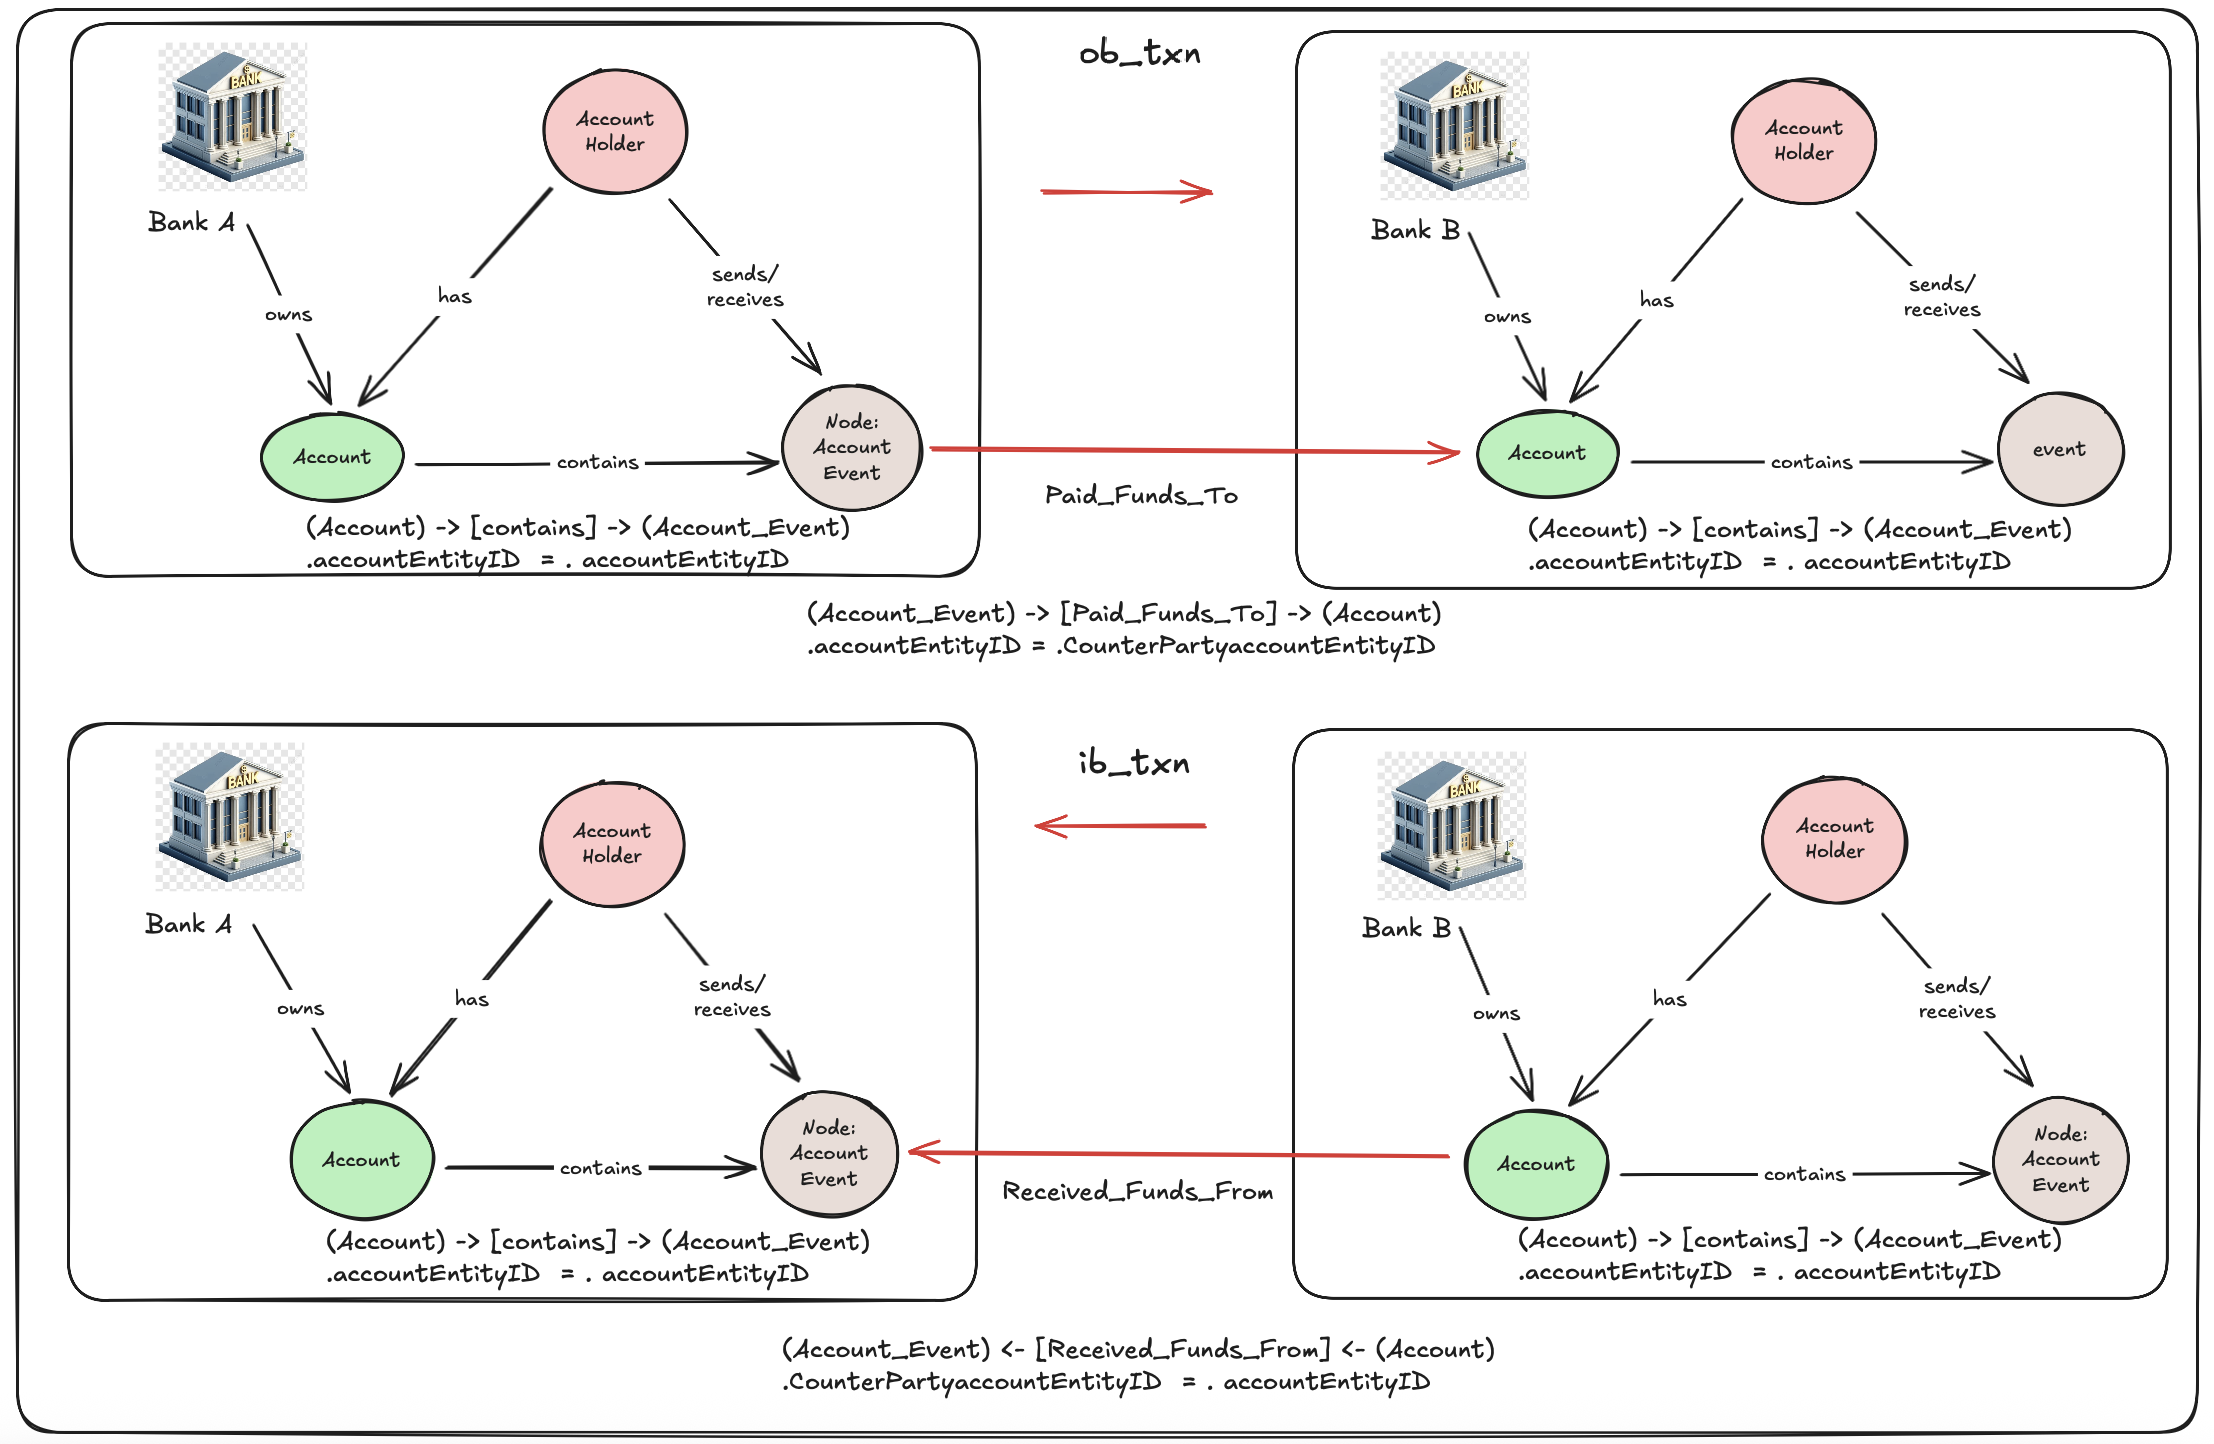 ob_txn
BANK
Account
Holder
Bank A
has
sends/
receives
owns
Account
contains
Node:
Account
Event
(Account) -> [contains] -> (Account_Event)
.accountEntityID = . accountEntityID
BANK
Account
Holder
Bank B
has
sends/
receives
owns
Account
contains
event
(Account) -> [contains] -> (Account_Event)
.accountEntityID = . accountEntityID
Paid_Funds_To
(Account_Event) -> [Paid_Funds_To] -> (Account)
.accountEntityID = .CounterPartyaccountEntityID
ib_txn
BANK
Account
Holder
Bank A
has
sends/
receives
owns
Account
contains
Node:
Account
Event
(Account) -> [contains] -> (Account_Event)
.accountEntityID = . accountEntityID
BANK
Account
Holder
Bank B
has
sends/
receives
owns
Account
contains
Node:
Account
Event
(Account) -> [contains] -> (Account_Event)
.accountEntityID = . accountEntityID
Received_Funds_From
(Account_Event) <- [Received_Funds_From] <- (Account)
.CounterPartyaccountEntityID = . accountEntityID